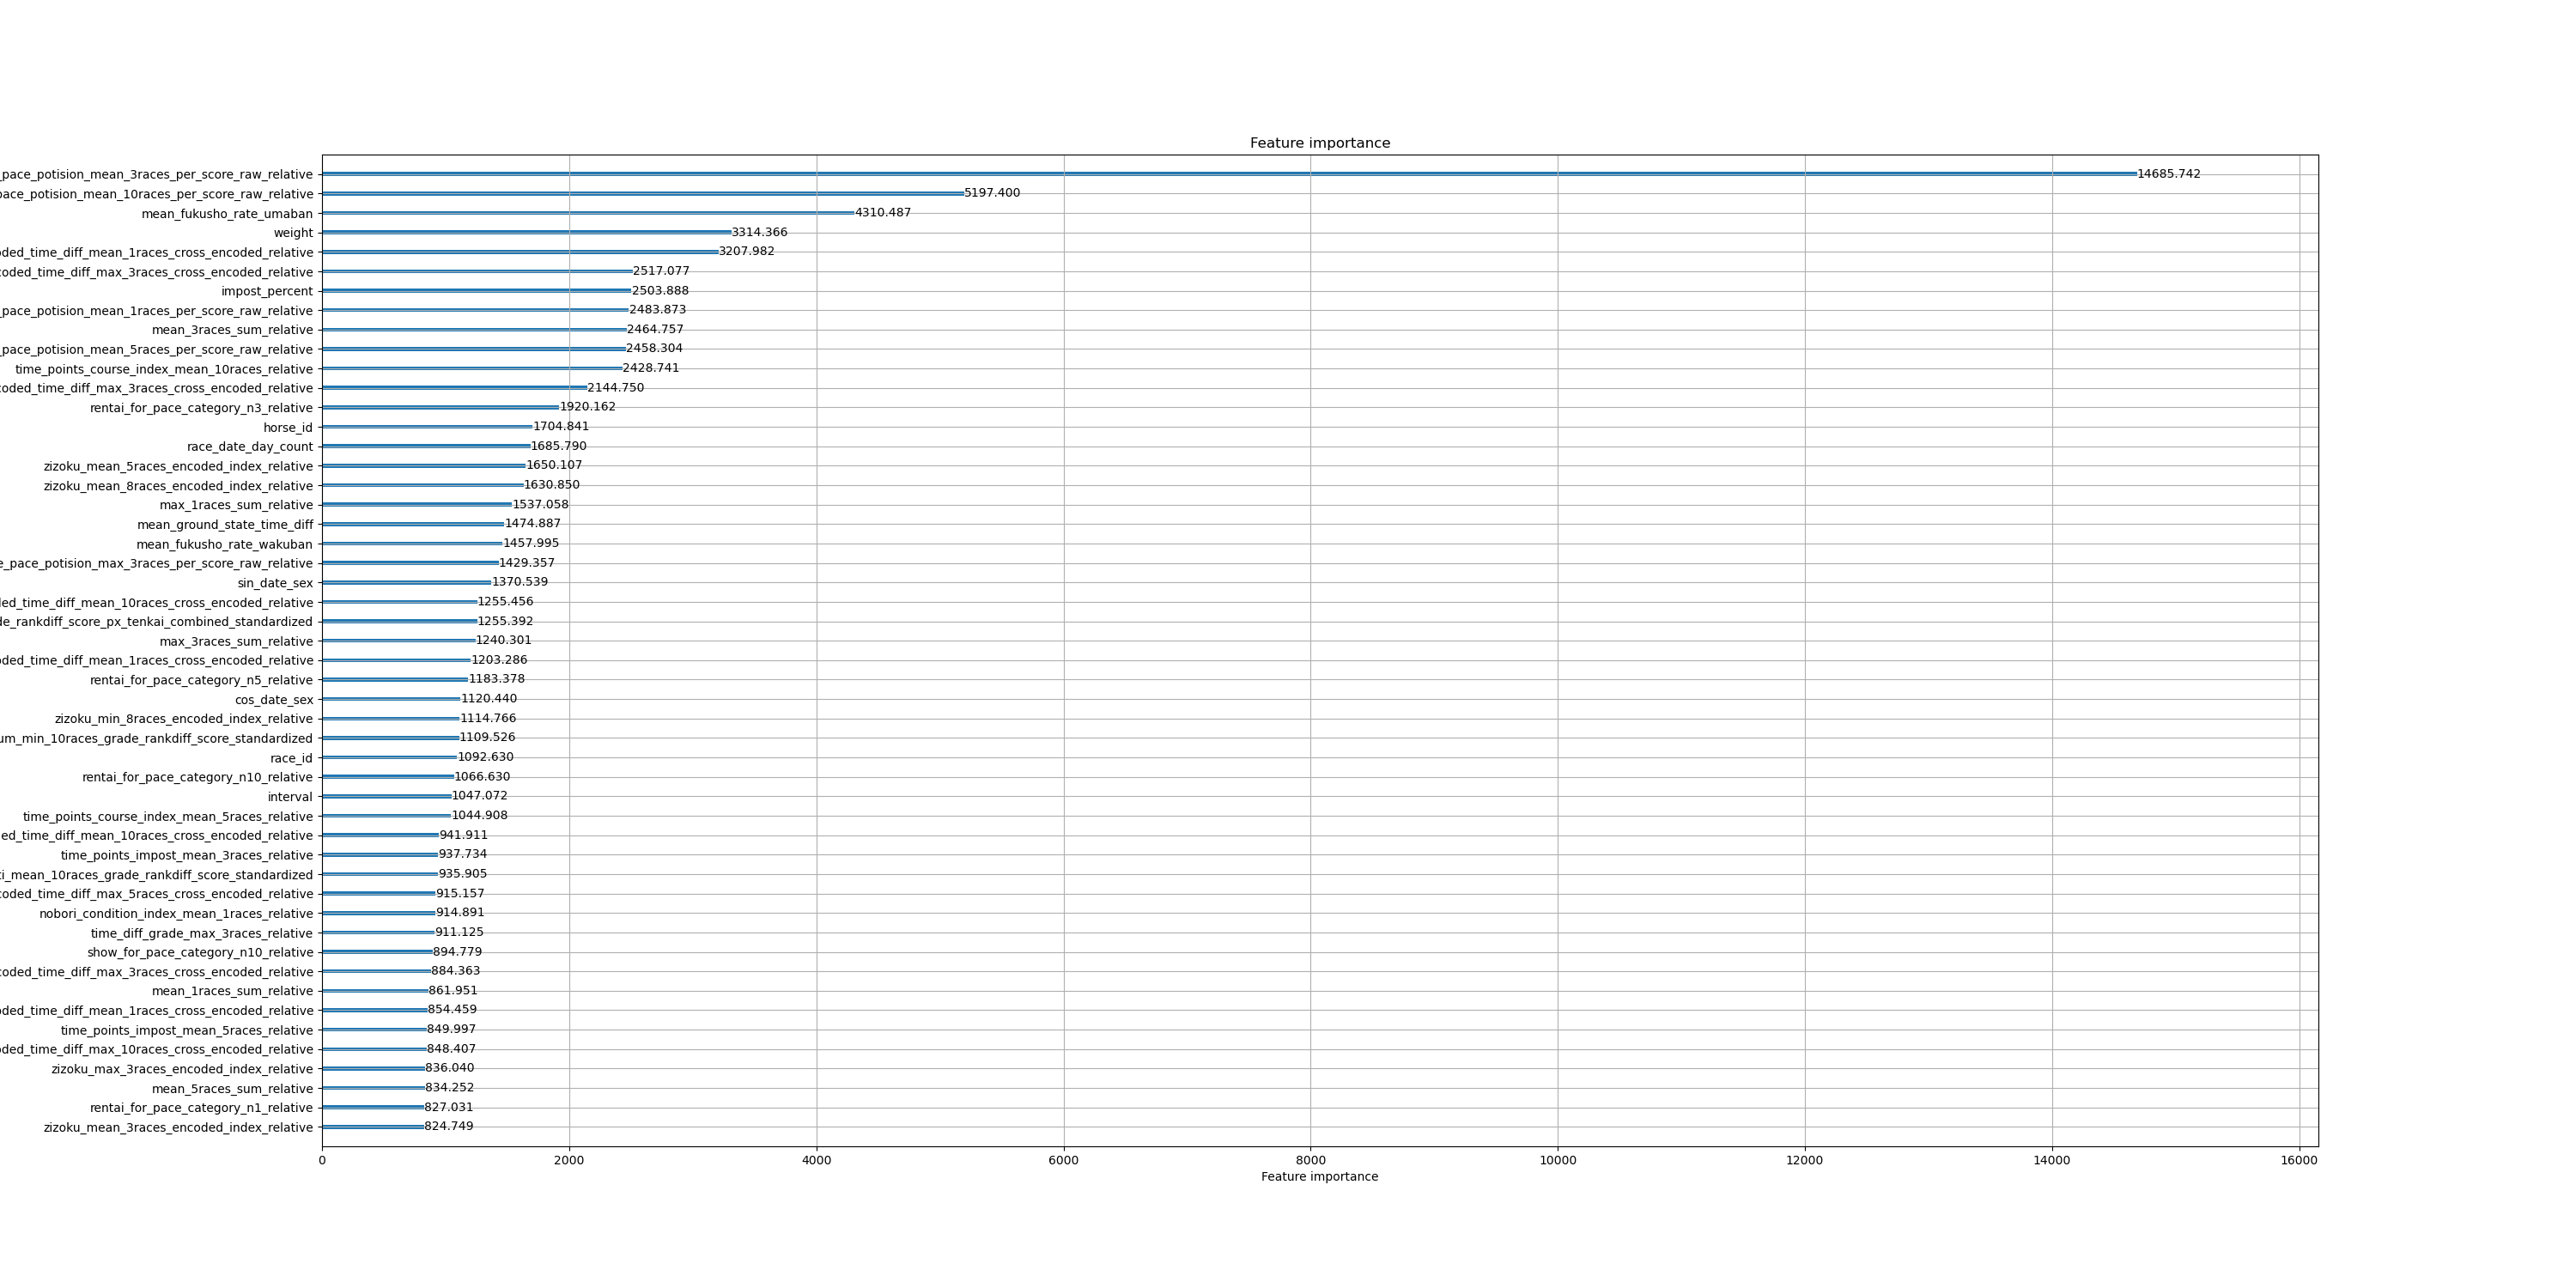 Feature importance
_pace_potision_mean_3races_per_score_raw_relative 14685.742
pace_potision_mean_10races_per_score_raw_relative 5197.400
mean_fukusho_rate_umaban 4310.487
weight 3314.366
ded_time_diff_mean_1races_cross_encoded_relative 3207.982
coded_time_diff_max_3races_cross_encoded_relative 2517.077
impost_percent 2503.888
_pace_potision_mean_1races_per_score_raw_relative 2483.873
mean_3races_sum_relative 2464.757
_pace_potision_mean_5races_per_score_raw_relative 2458.304
time_points_course_index_mean_10races_relative 2428.741
coded_time_diff_max_3races_cross_encoded_relative 2144.750
rentai_for_pace_category_n3_relative 1920.162
horse_id 1704.841
race_date_day_count 1685.790
zizoku_mean_5races_encoded_index_relative 1650.107
zizoku_mean_8races_encoded_index_relative 1630.850
max_1races_sum_relative 1537.058
mean_ground_state_time_diff 1474.887
mean_fukusho_rate_wakuban 1457.995
e_pace_potision_max_3races_per_score_raw_relative 1429.357
sin_date_sex 1370.539
ded_time_diff_mean_10races_cross_encoded_relative 1255.456
de_rankdiff_score_px_tenkai_combined_standardized 1255.392
max_3races_sum_relative 1240.301
ded_time_diff_mean_1races_cross_encoded_relative 1203.286
rentai_for_pace_category_n5_relative 1183.378
cos_date_sex 1120.440
zizoku_min_8races_encoded_index_relative 1114.766
um_min_10races_grade_rankdiff_score_standardized 1109.526
race_id 1092.630
rentai_for_pace_category_n10_relative 1066.630
interval 1047.072
time_points_course_index_mean_5races_relative 1044.908
ed_time_diff_mean_10races_cross_encoded_relative 941.911
time_points_impost_mean_3races_relative 937.734
i_mean_10races_grade_rankdiff_score_standardized 935.905
coded_time_diff_max_5races_cross_encoded_relative 915.157
nobori_condition_index_mean_1races_relative 914.891
time_diff_grade_max_3races_relative 911.125
show_for_pace_category_n10_relative 894.779
coded_time_diff_max_3races_cross_encoded_relative 884.363
mean_1races_sum_relative 861.951
ded_time_diff_mean_1races_cross_encoded_relative 854.459
time_points_impost_mean_5races_relative 849.997
ded_time_diff_max_10races_cross_encoded_relative 848.407
zizoku_max_3races_encoded_index_relative 836.040
mean_5races_sum_relative 834.252
rentai_for_pace_category_n1_relative 827.031
zizoku_mean_3races_encoded_index_relative 824.749
0 2000 4000 6000 8000 10000 12000 14000 16000
Feature importance